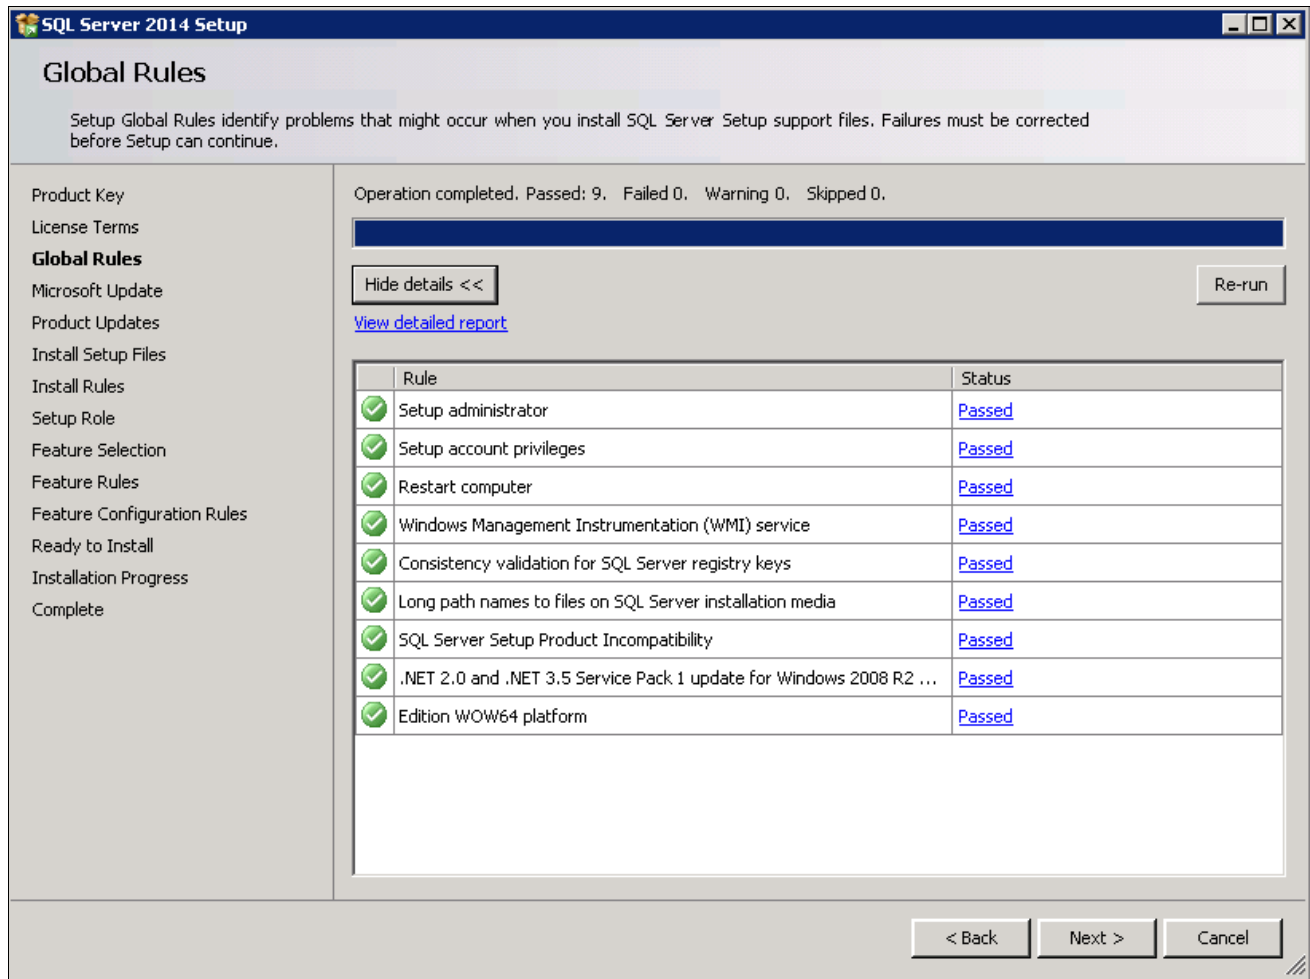 SQL Server 2014 Setup
Global Rules
Setup Global Rules identify problems that might occur when you install SQL Server Setup support files. Failures must be corrected
before Setup can continue.
Product Key
License Terms
Global Rules
Microsoft Update
Product Updates
Install Setup Files
Install Rules
Setup Role
Feature Selection
Feature Rules
Feature Configuration Rules
Ready to Install
Installation Progress
Complete
Operation completed. Passed: 9.   Failed 0.   Warning 0.   Skipped 0.
Hide details <<
Re-run
View detailed report
Rule Status
Setup administrator Passed
Setup account privileges Passed
Restart computer Passed
Windows Management Instrumentation (WMI) service Passed
Consistency validation for SQL Server registry keys Passed
Long path names to files on SQL Server installation media Passed
SQL Server Setup Product Incompatibility Passed
.NET 2.0 and .NET 3.5 Service Pack 1 update for Windows 2008 R2 ... Passed
Edition WOW64 platform Passed
< Back Next > Cancel